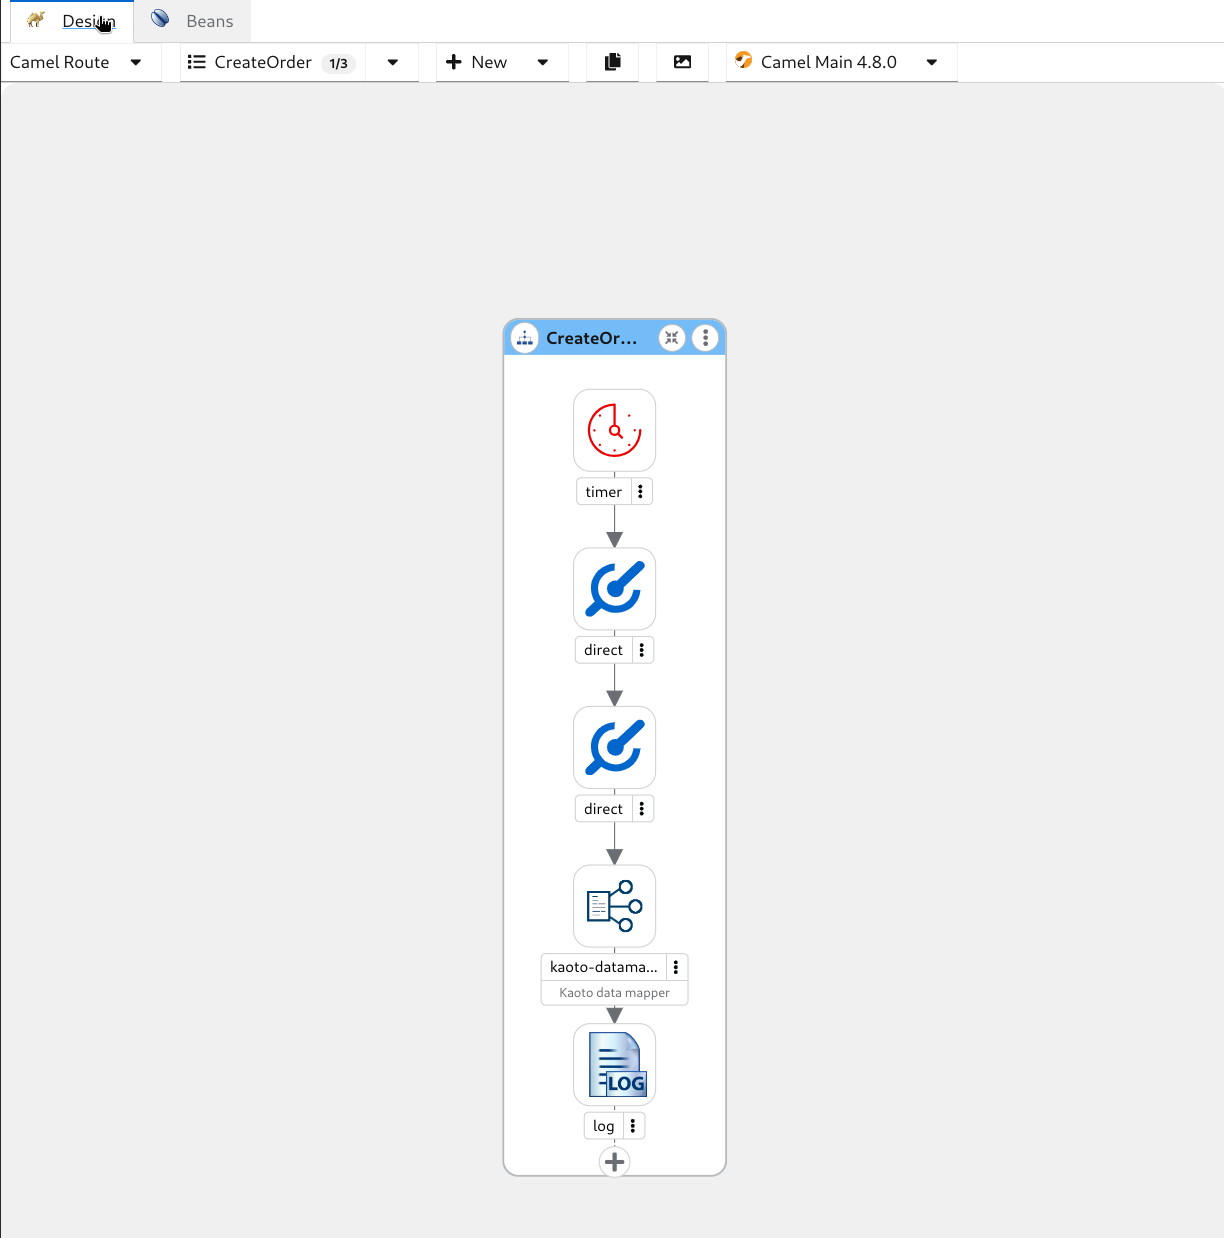 Design Beans
Camel Route CreateOrder 1/3 New Camel Main 4.8.0
CreateOr...
timer
direct
direct
kaoto-datama...
Kaoto data mapper
LOG
log